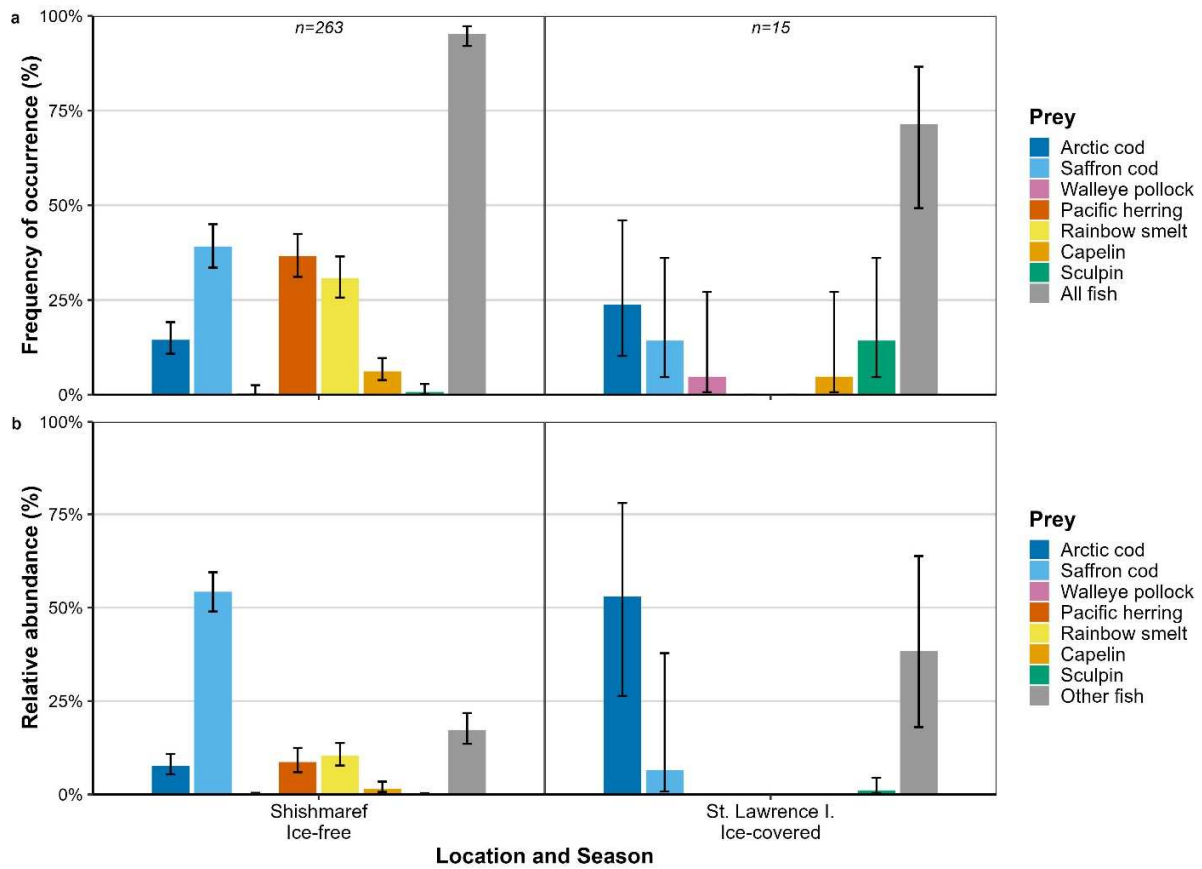 a
100%
75%
50%
25%
0%
Frequency of occurrence (%)
n=263
n=15
Prey
Arctic cod
Saffron cod
Walleye pollock
Pacific herring
Rainbow smelt
Capelin
Sculpin
All fish
b
100%
75%
50%
25%
0%
Relative abundance (%)
Prey
Arctic cod
Saffron cod
Walleye pollock
Pacific herring
Rainbow smelt
Capelin
Sculpin
Other fish
Shishmaref
Ice-free
St. Lawrence I.
Ice-covered
Location and Season